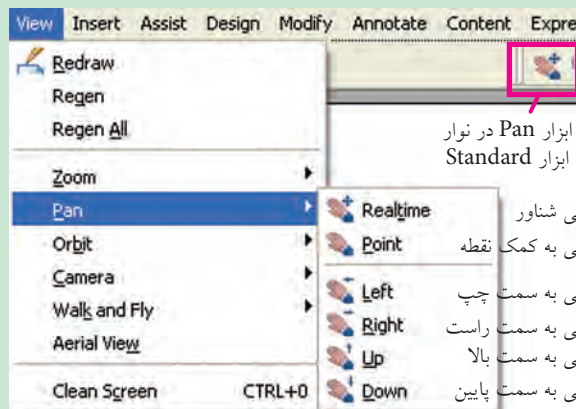 View Insert Assist Design Modify Annotate Content Expre
Redraw
Regen
Regen All
ابزار Pan در نوار
ابزار Standard
Zoom
Pan
Realtime
ی شناور
Orbit
Point
ی به کمک نقطه
Camera
Left
ی به سمت چپ
Walk and Fly
Right
ی به سمت راست
Aerial View
Up
ی به سمت بالا
Clean Screen CTRL+0
Down
ی به سمت پایین